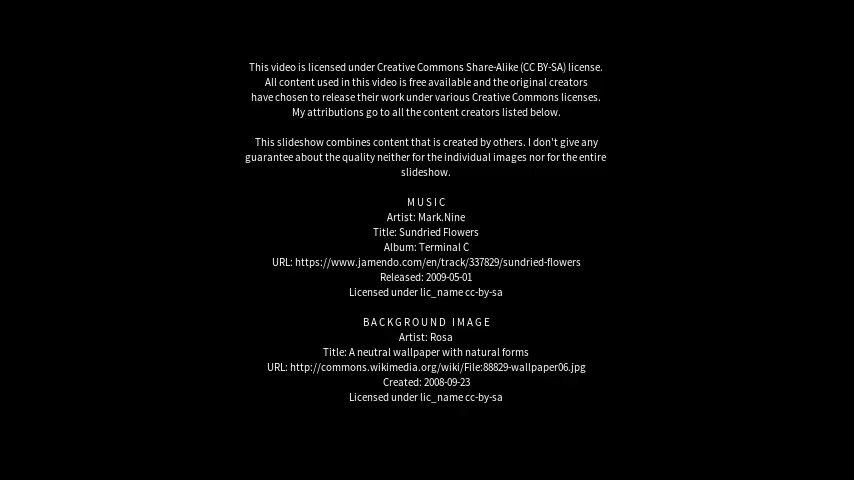 This video is licensed under Creative Commons Share-Alike (CC BY-SA) license.
All content used in this video is free available and the original creators
have chosen to release their work under various Creative Commons licenses.
My attributions go to all the content creators listed below.
This slideshow combines content that is created by others. I don't give any
guarantee about the quality neither for the individual images nor for the entire
slideshow.
M U S I C
Artist: Mark.Nine
Title: Sundried Flowers
Album: Terminal C
URL: https://www.jamendo.com/en/track/337829/sundried-flowers
Released: 2009-05-01
Licensed under lic_name cc-by-sa
B A C K G R O U N D   I M A G E
Artist: Rosa
Title: A neutral wallpaper with natural forms
URL: http://commons.wikimedia.org/wiki/File:88829-wallpaper06.jpg
Created: 2008-09-23
Licensed under lic_name cc-by-sa